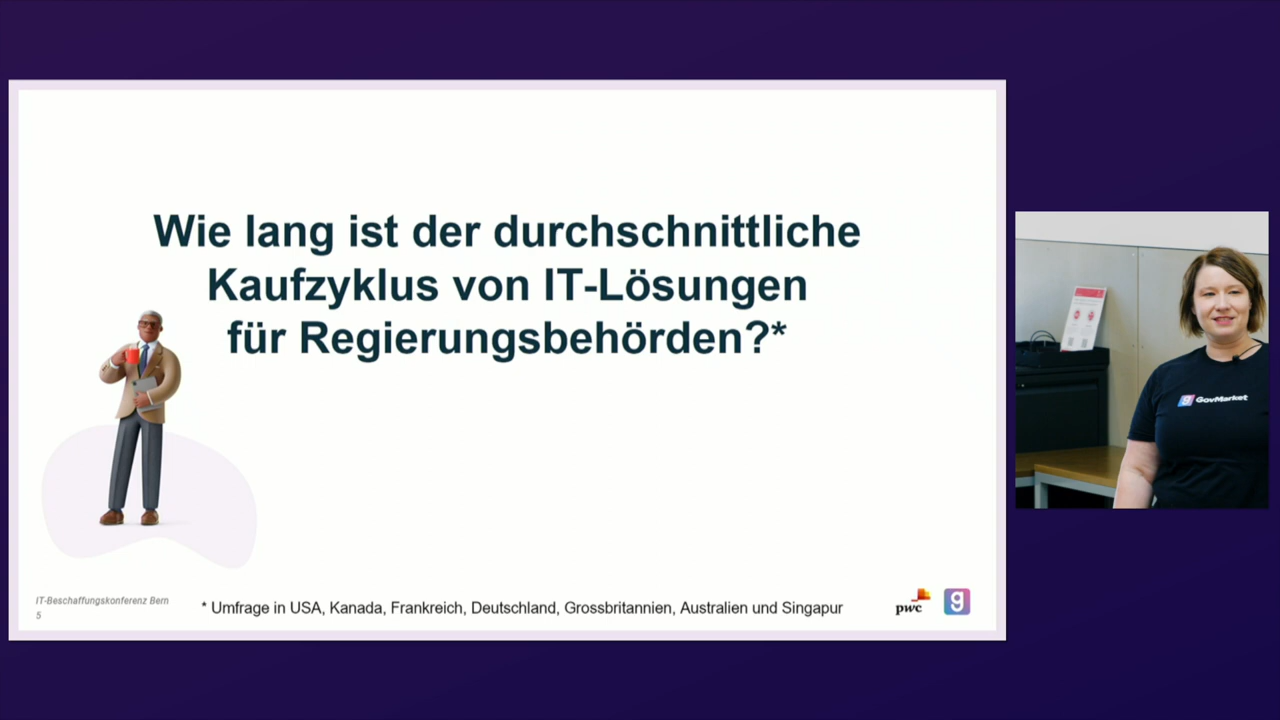 Wie lang ist der durchschnittliche
Kaufzyklus von IT-Lösungen
für Regierungsbehörden?*
IT-Beschaffungskonferenz Bern
5
* Umfrage in USA, Kanada, Frankreich, Deutschland, Grossbritannien, Australien und Singapur
pwc
g
g GovMarket